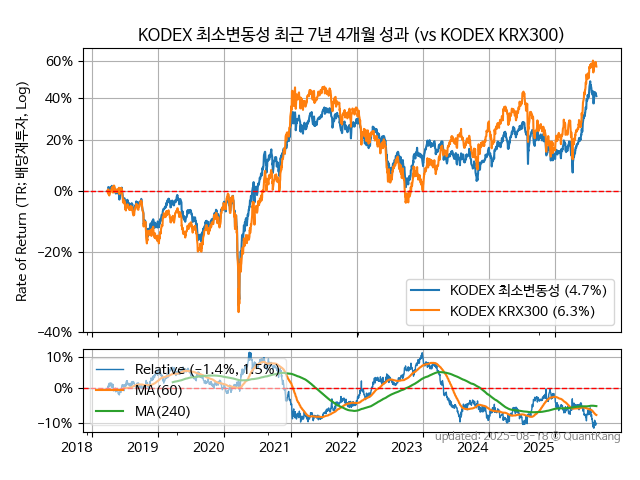 KODEX 최소변동성 최근 7년 4개월 성과 (vs KODEX KRX300)
Rate of Return (TR: 배당재투자, Log)
60%
40%
20%
0%
−20%
−40%
KODEX 최소변동성 (4.7%)
KODEX KRX300 (6.3%)
10%
0%
−10%
Relative (−1.4%, 1.5%)
MA(60)
MA(240)
2018
2019
2020
2021
2022
2023
2024
2025
updated: 2025-08-18 © QuantKang